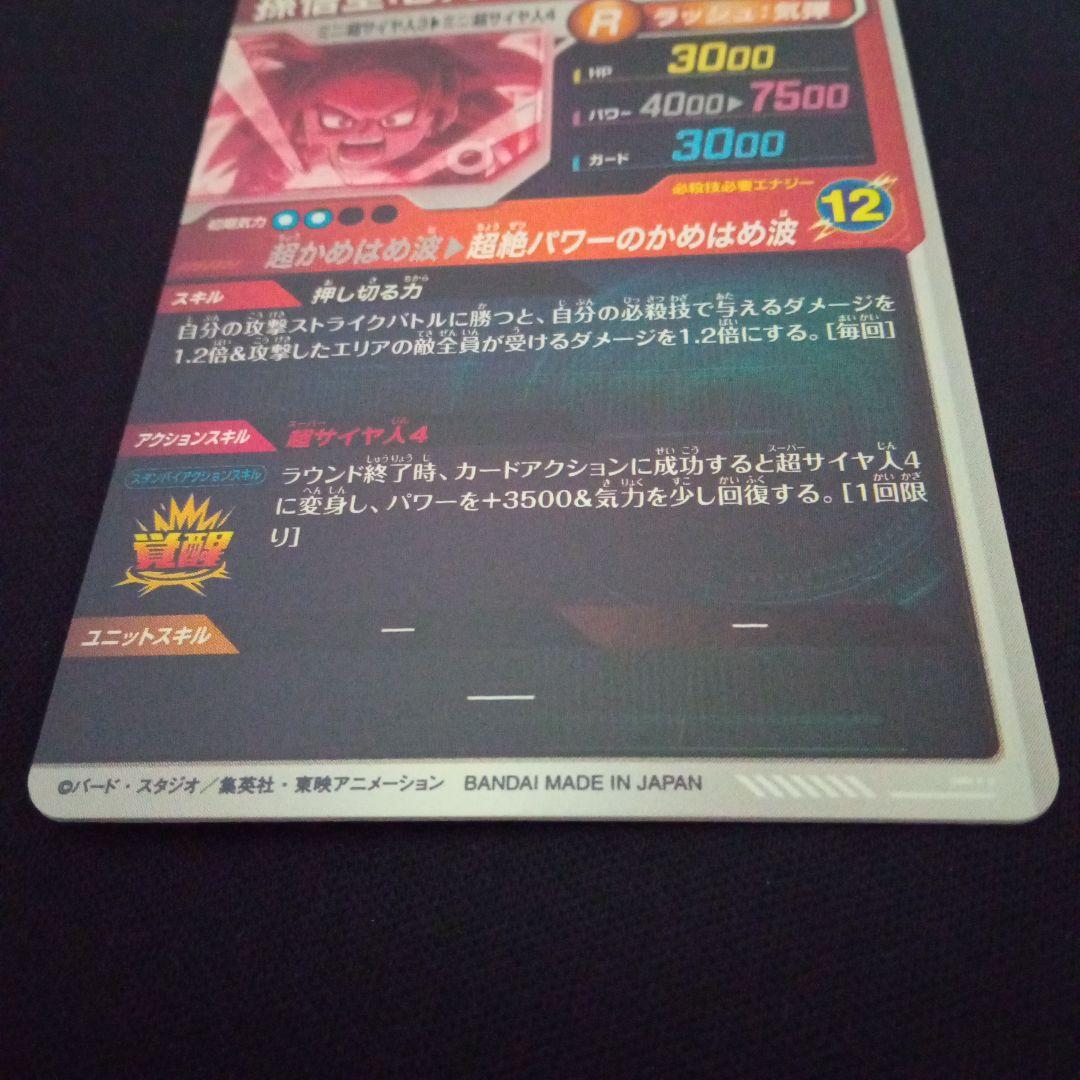 孫悟空
ミニ超サイヤ人3▶ミニ:超サイヤ人4
R ラッシュ:気弾
HP 3000
パワー 4000▶7500
ガード 3000
初期気力
必殺技必要エナジー 12
超かめはめ波▶超絶パワーのかめはめ波
スキル 押し切る力
自分の攻撃ストライクバトルに勝つと、自分の必殺技で与えるダメージを
1.2倍&攻撃したエリアの敵全員が受けるダメージを1.2倍にする。[毎回]
アクションスキル 超サイヤ人4
スタンバイアクションスキル
覚醒
ラウンド終了時、カードアクションに成功すると超サイヤ人4
に変身し、パワーを+3500&気力を少し回復する。[1回限
り]
ユニットスキル ― ―
―
©バード・スタジオ/集英社・東映アニメーション BANDAI MADE IN JAPAN